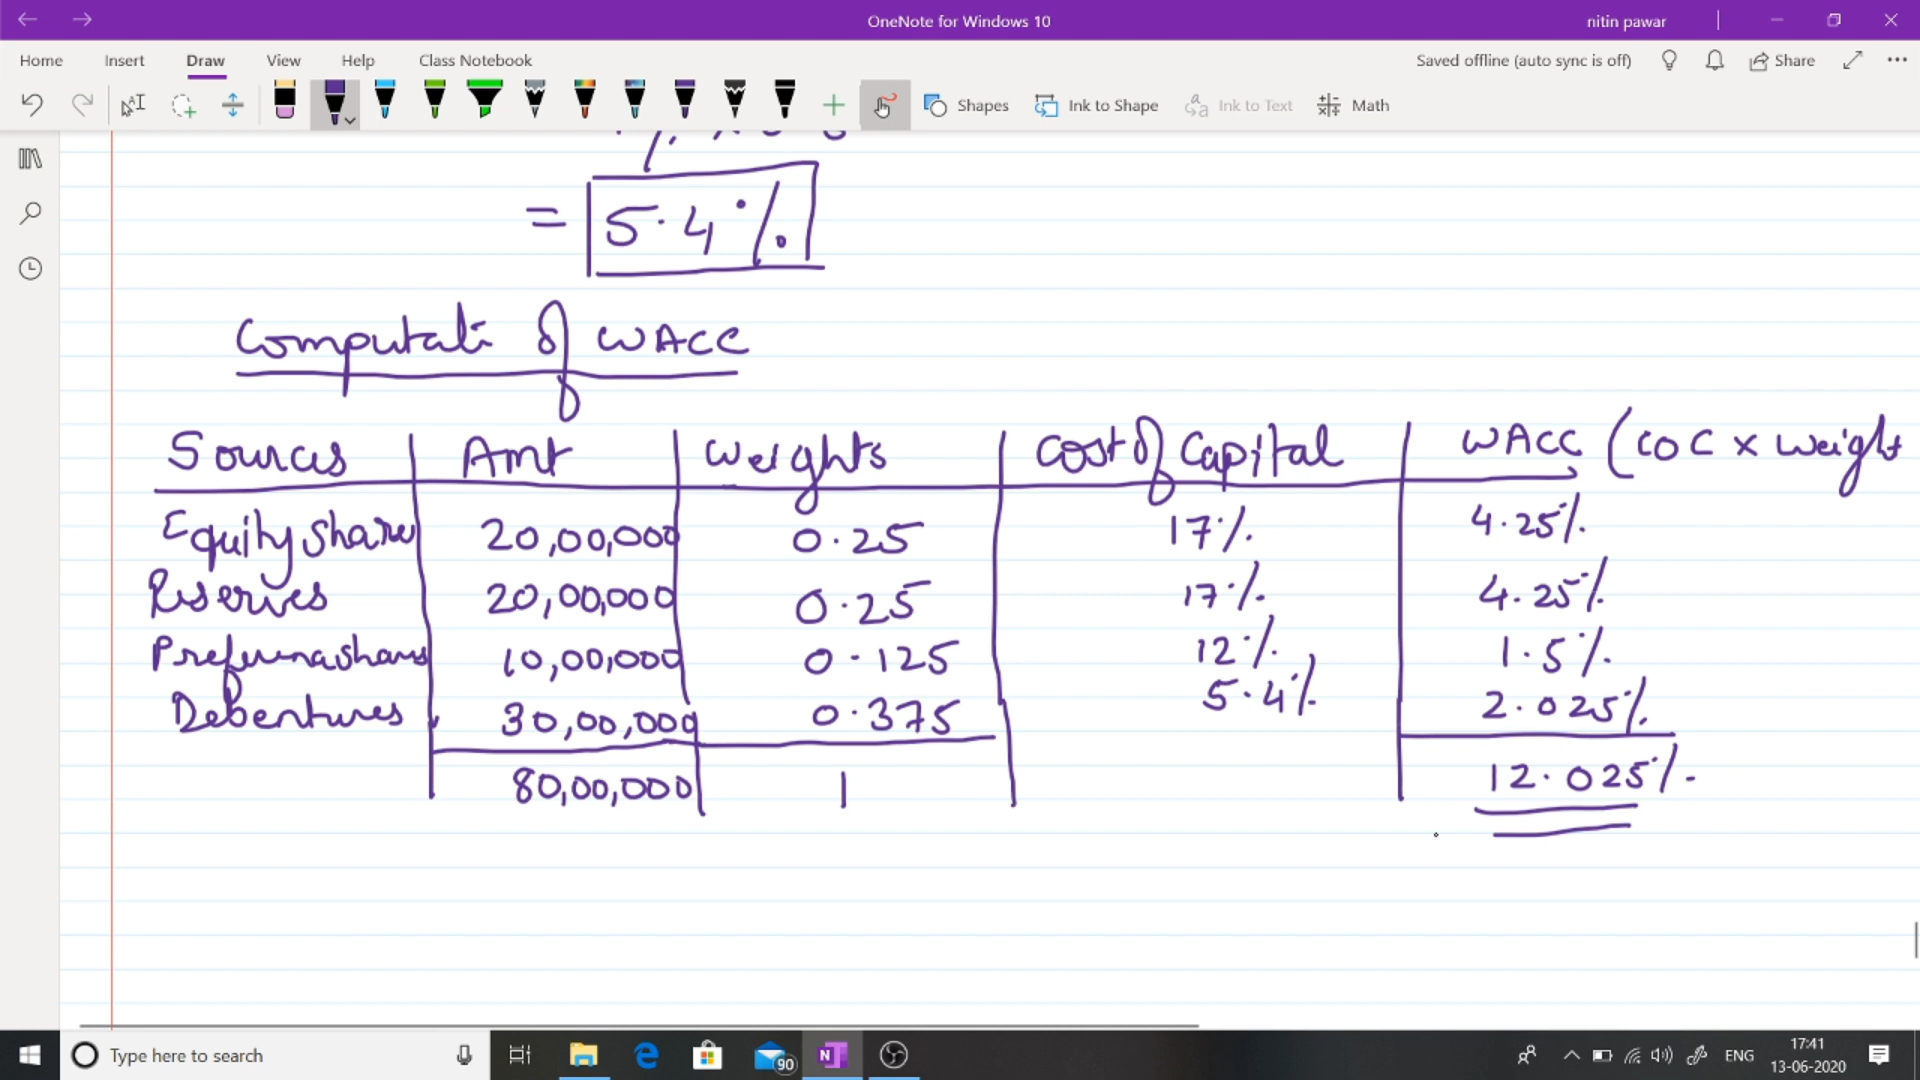 OneNote for Windows 10
nitin pawar
Home Insert Draw View Help Class Notebook
Saved offline (auto sync is off) Share
Shapes Ink to Shape Ink to Text Math
= 5.4%
Computati of WACC
Sources Amt Weights Cost of Capital WACC (COC x Weight
Equity share 20,00,000 0.25 17% 4.25%
Reserves 20,00,000 0.25 17% 4.25%
10,00,000 0.125 12% 1.5%
Debentures 30,00,000 0.375 5.4% 2.025%
80,00,000 1 12.025%
Type here to search
90
N
ENG
17:41
13-06-2020